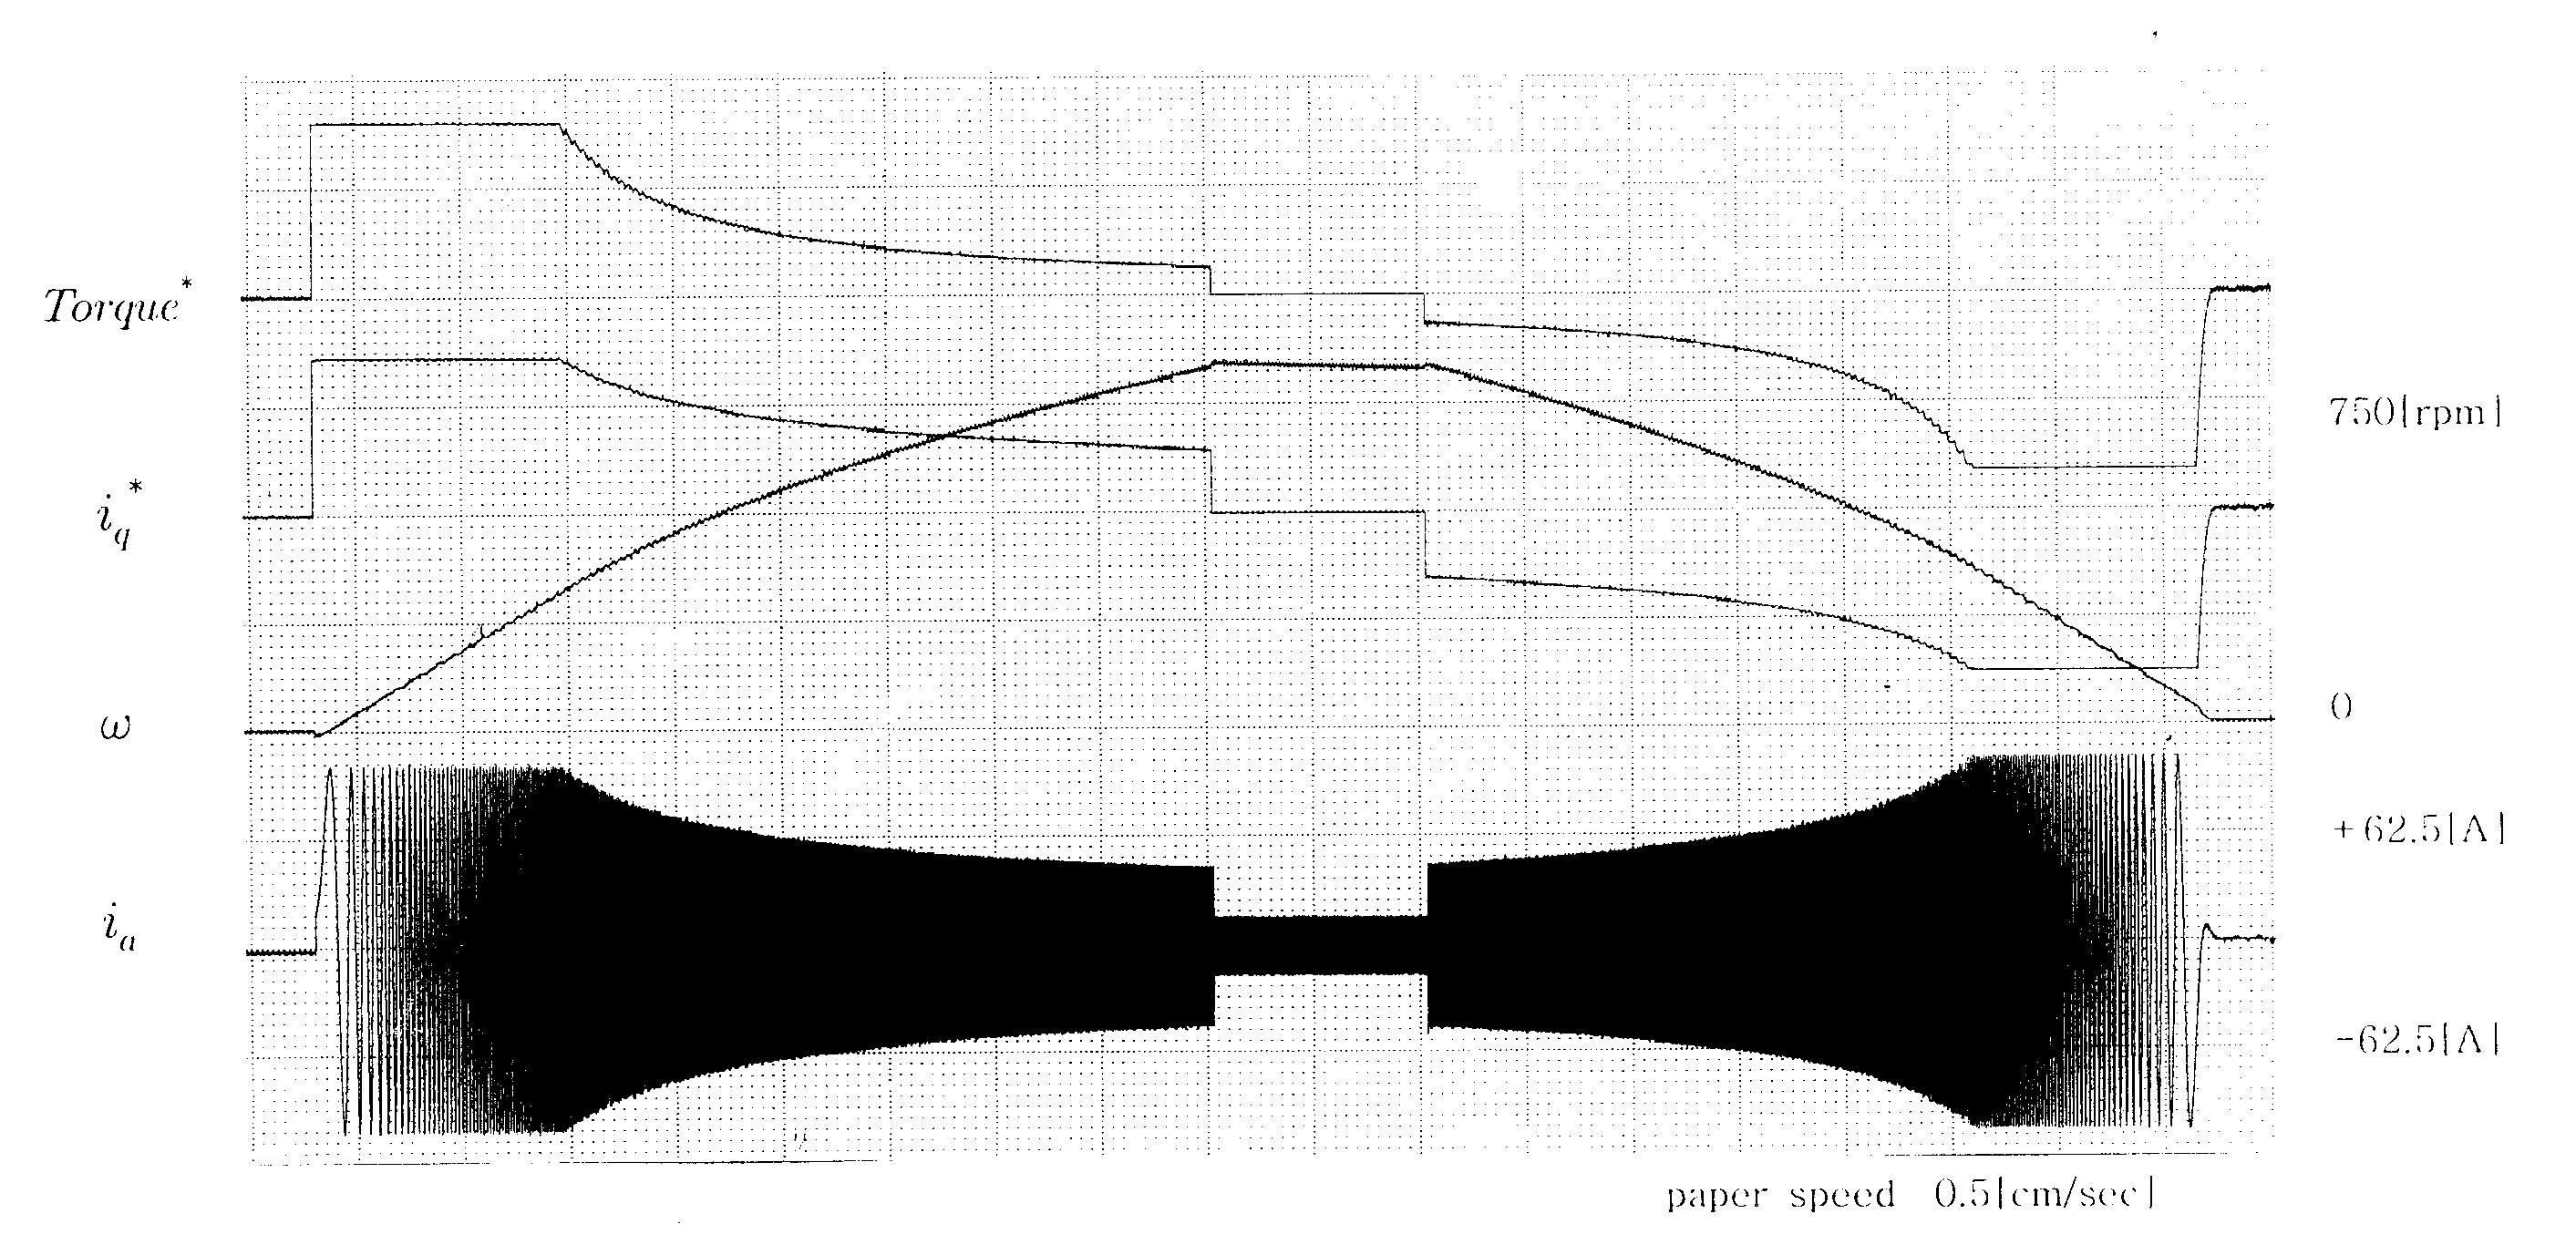 Torque*
750[rpm]
i_q*
0
ω
+62.5[A]
i_a
-62.5[A]
paper speed 0.5[cm/sec]